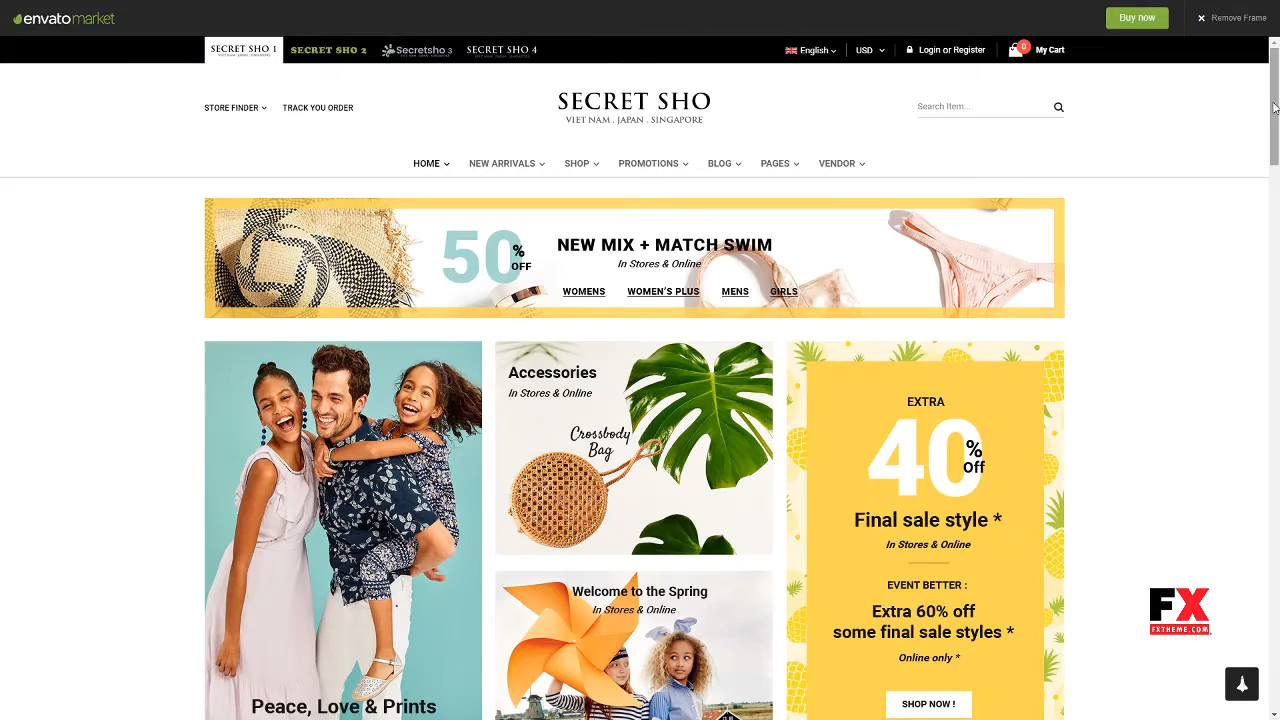 envatomarket
Buy now
Remove Frame
SECRET SHO 1
SECRET SHO 2
Secretsho 3
SECRET SHO 4
English
USD
Login or Register
0
My Cart
STORE FINDER
TRACK YOU ORDER
SECRET SHO
VIET NAM . JAPAN . SINGAPORE
Search Item...
HOME
NEW ARRIVALS
SHOP
PROMOTIONS
BLOG
PAGES
VENDOR
50% OFF
NEW MIX + MATCH SWIM
In Stores & Online
WOMENS
WOMEN'S PLUS
MENS
GIRLS
Peace, Love & Prints
Accessories
In Stores & Online
Crossbody
Bag
Welcome to the Spring
In Stores & Online
EXTRA
40% Off
Final sale style *
In Stores & Online
EVENT BETTER :
Extra 60% off
some final sale styles *
Online only *
SHOP NOW !
FX
FXTHEME.COM